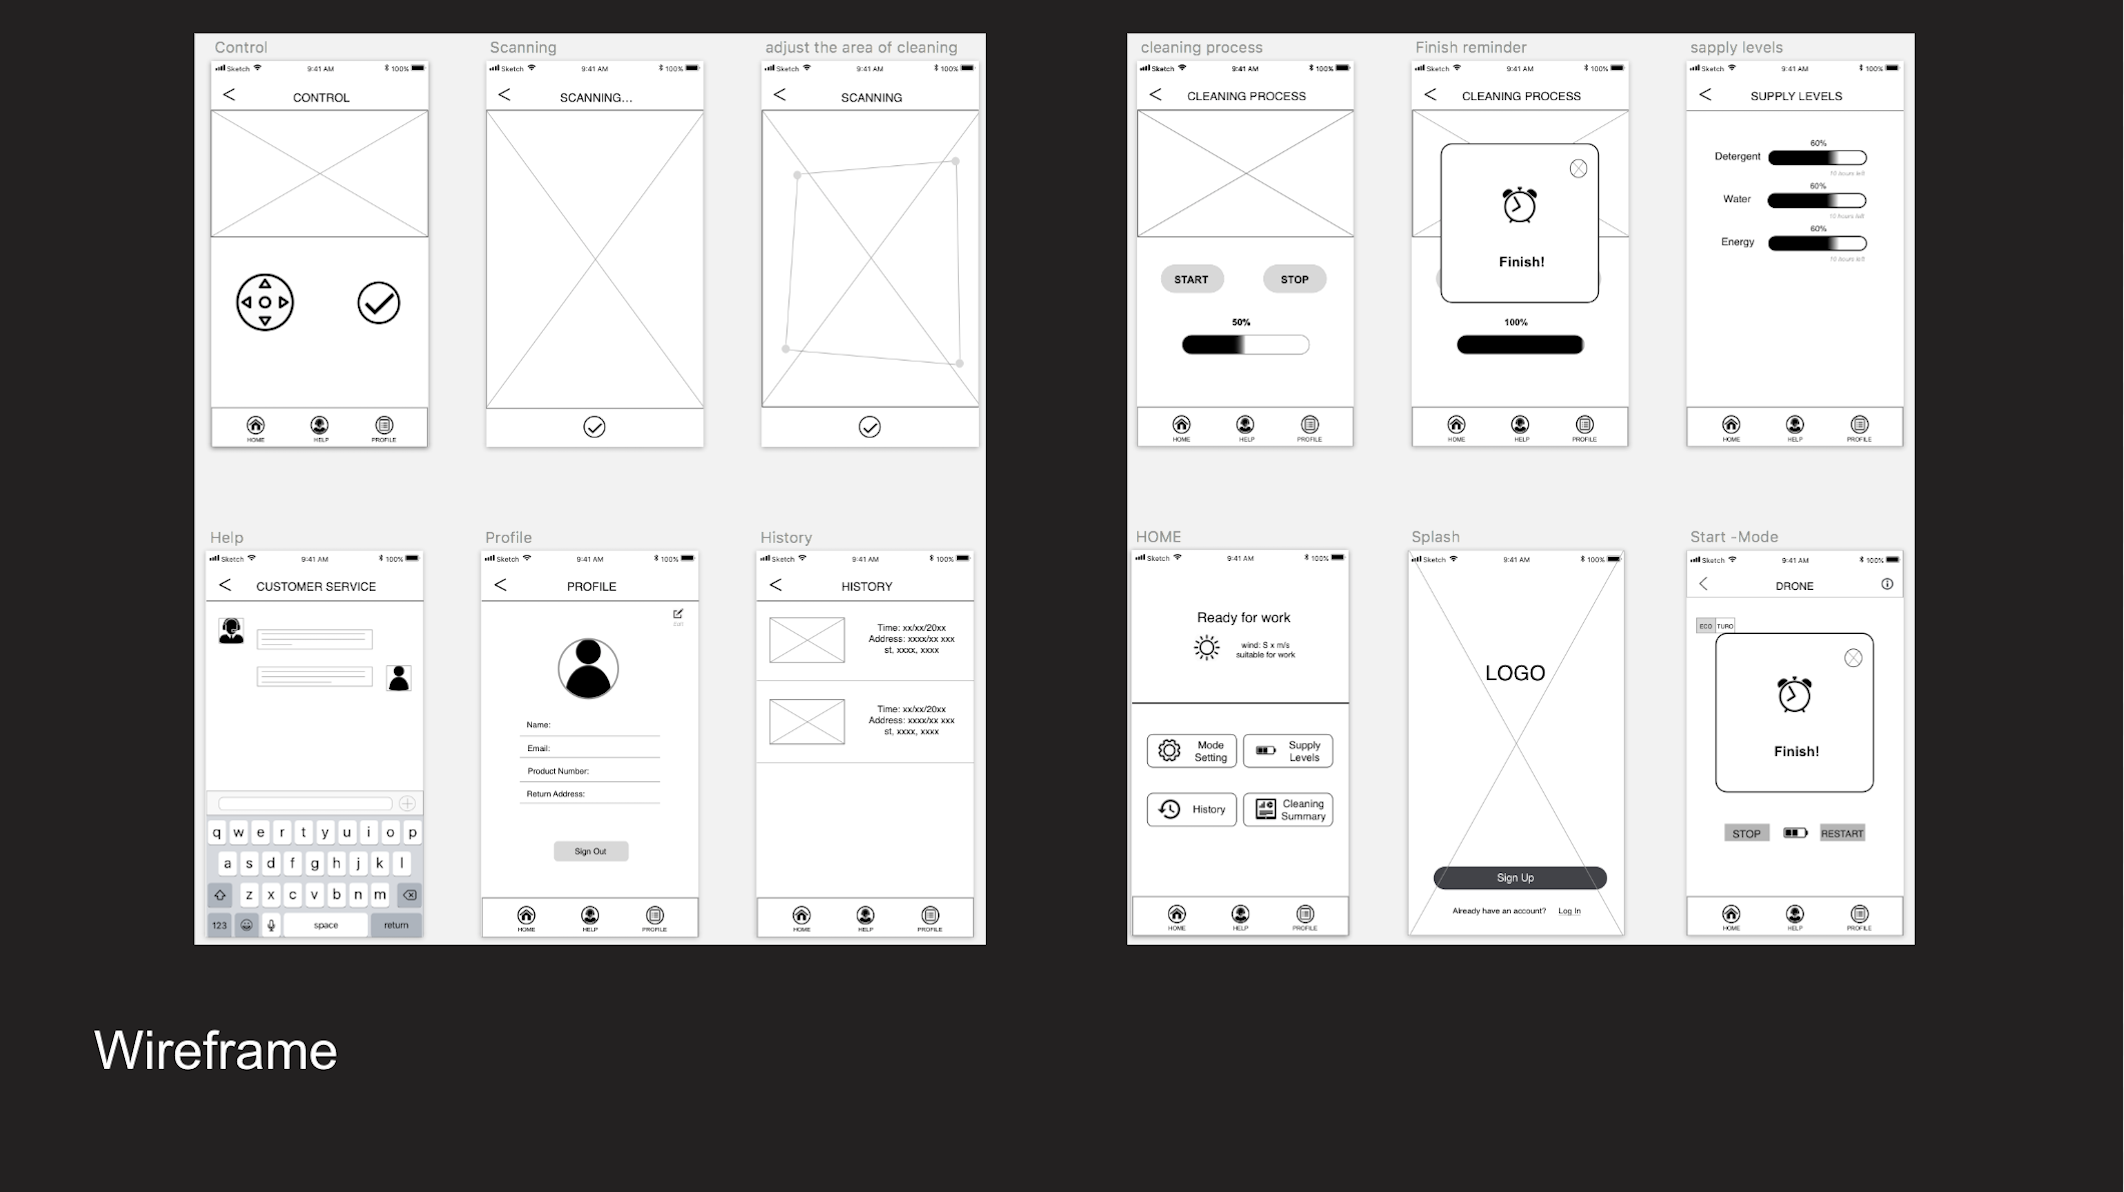 Control
Sketch 9:41 AM 100%
CONTROL
HOME HELP PROFILE
Scanning
Sketch 9:41 AM 100%
SCANNING...
adjust the area of cleaning
Sketch 9:41 AM 100%
SCANNING
Help
Sketch 9:41 AM 100%
CUSTOMER SERVICE
q w e r t y u i o p
a s d f g h j k l
z x c v b n m
123 space return
Profile
Sketch 9:41 AM 100%
PROFILE
Name:
Email:
Product Number:
Return Address:
Sign Out
HOME HELP PROFILE
History
Sketch 9:41 AM 100%
HISTORY
Time: xx/xx/20xx
Address: xxxx/xx xxx
st, xxxx, xxxx
Time: xx/xx/20xx
Address: xxxx/xx xxx
st, xxxx, xxxx
HOME HELP PROFILE
cleaning process
Sketch 9:41 AM 100%
CLEANING PROCESS
START STOP
50%
HOME HELP PROFILE
Finish reminder
Sketch 9:41 AM 100%
CLEANING PROCESS
Finish!
100%
HOME HELP PROFILE
sapply levels
Sketch 9:41 AM 100%
SUPPLY LEVELS
60%
Detergent
10 hours left
60%
Water
10 hours left
60%
Energy
10 hours left
HOME HELP PROFILE
HOME
Sketch 9:41 AM 100%
Ready for work
wind: S x m/s
suitable for work
Mode
Setting
Supply
Levels
History
Cleaning
Summary
HOME HELP PROFILE
Splash
Sketch 9:41 AM 100%
LOGO
Sign Up
Already have an account? Log In
Start -Mode
Sketch 9:41 AM 100%
DRONE
ECO TURO
Finish!
STOP RESTART
HOME HELP PROFILE
Wireframe